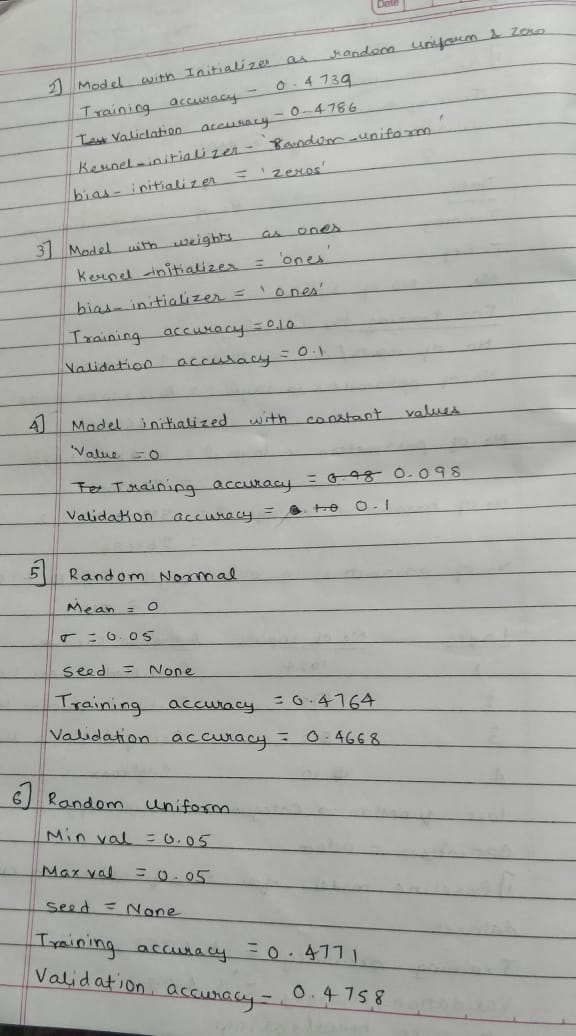 Date
2] Model with Initializer as random uniform & zero
Training accuracy - 0.4739
Test Validation accuracy - 0.4786
Kernel-initializer - 'Random-uniform'
bias-initializer = 'zeros'
3] Model with weights as ones
Kernel-initializer = 'ones'
bias-initializer = 'ones'
Training accuracy = 0.10
Validation accuracy = 0.1
4] Model initialized with constant values
Value = 0
Te Training accuracy = 0.98 0.098
Validation accuracy = 0.1
5] Random Normal
Mean = 0
σ = 0.05
seed = None
Training accuracy = 0.4764
Validation accuracy = 0.4668
6] Random Uniform
Min val = 0.05
Max val = 0.05
seed = None
Training accuracy = 0.4771
Validation accuracy - 0.4758